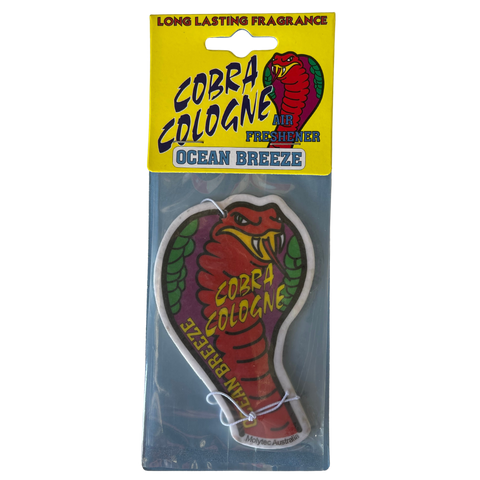 LONG LASTING FRAGRANCE
COBRA
COLOGNE
AIR
FRESHENER
OCEAN BREEZE
COBRA
COLOGNE
OCEAN BREEZE
Molytec Australia